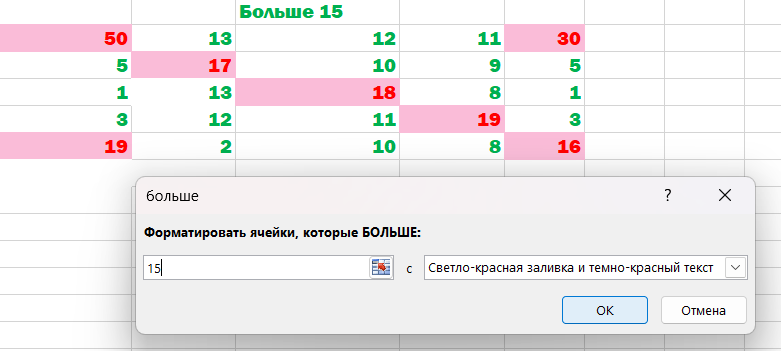 Больше 15
50 13 12 11 30
5 17 10 9 5
1 13 18 8 1
3 12 11 19 3
19 2 10 8 16
больше ?
Форматировать ячейки, которые БОЛЬШЕ:
15 с Светло-красная заливка и темно-красный текст
ОК Отмена